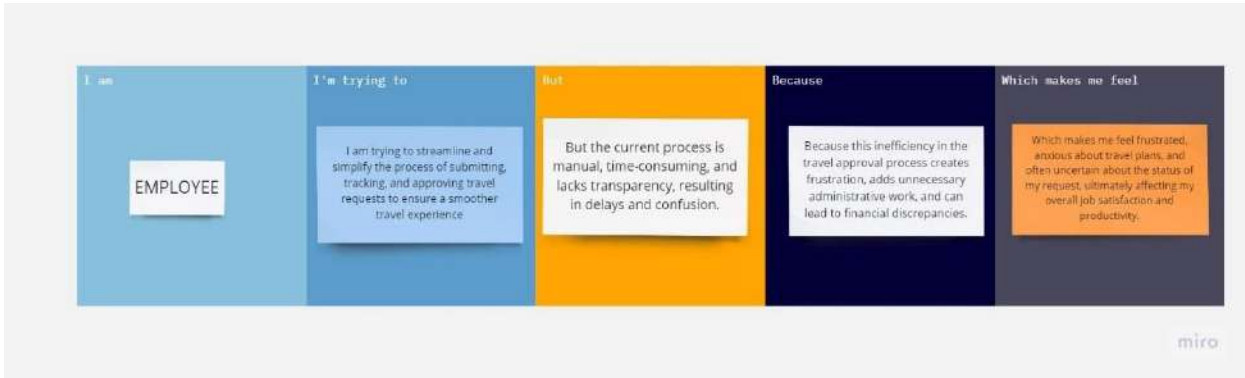 I am
EMPLOYEE
I'm trying to
I am trying to streamline and
simplify the process of submitting,
tracking, and approving travel
requests to ensure a smoother
travel experience
But
But the current process is
manual, time-consuming, and
lacks transparency, resulting
in delays and confusion.
Because
Because this inefficiency in the
travel approval process creates
frustration, adds unnecessary
administrative work, and can
lead to financial discrepancies.
Which makes me feel
Which makes me feel frustrated,
anxious about travel plans, and
often uncertain about the status of
my request, ultimately affecting my
overall job satisfaction and
productivity.
miro